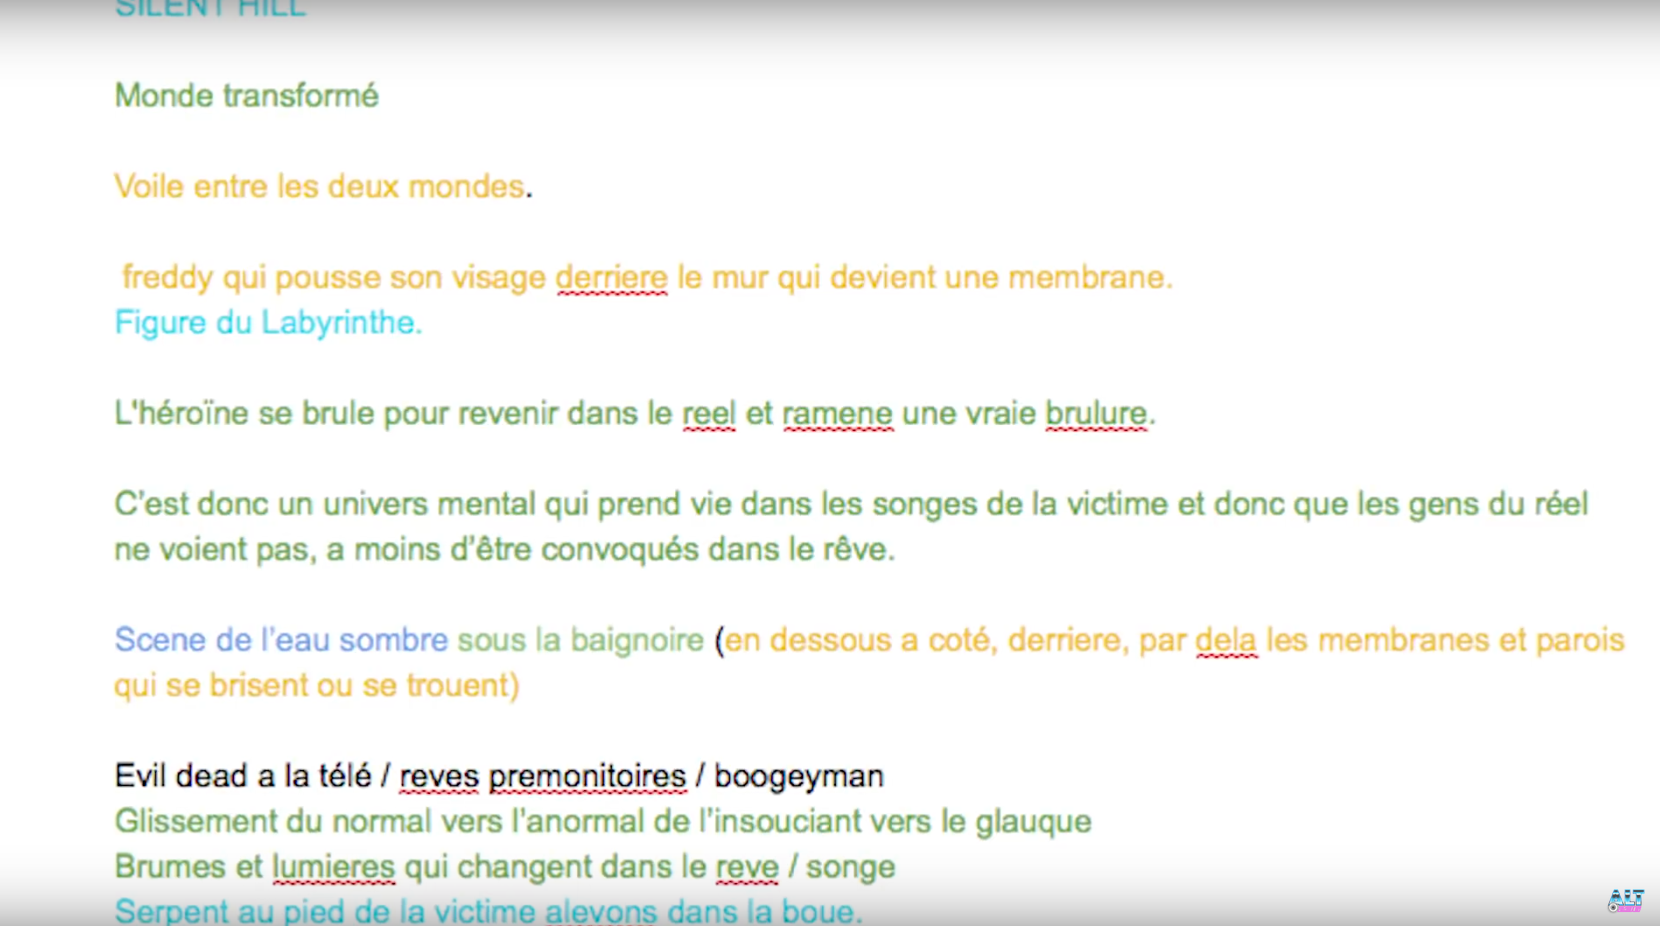 SILENT HILL
Monde transformé
Voile entre les deux mondes.
freddy qui pousse son visage derriere le mur qui devient une membrane.
Figure du Labyrinthe.
L'héroïne se brule pour revenir dans le reel et ramene une vraie brulure.
C'est donc un univers mental qui prend vie dans les songes de la victime et donc que les gens du réel
ne voient pas, a moins d'être convoqués dans le rêve.
Scene de l'eau sombre sous la baignoire (en dessous a coté, derriere, par dela les membranes et parois
qui se brisent ou se trouent)
Evil dead a la télé / reves premonitoires / boogeyman
Glissement du normal vers l'anormal de l'insouciant vers le glauque
Brumes et lumieres qui changent dans le reve / songe
Serpent au pied de la victime alevons dans la boue.
ALT